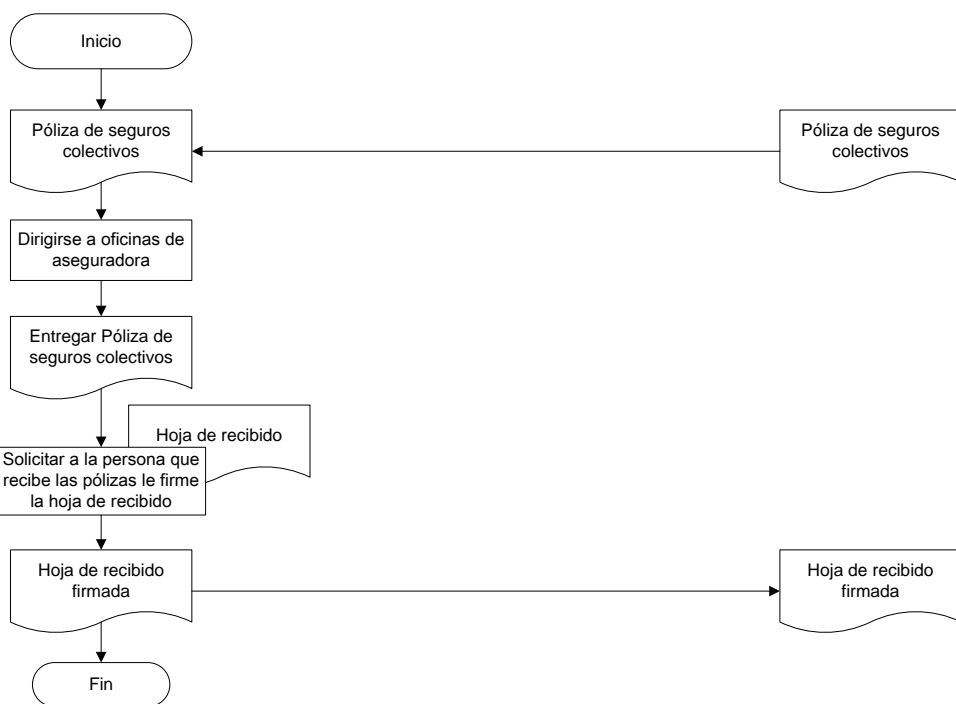 Inicio
Póliza de seguros
colectivos
Póliza de seguros
colectivos
Dirigirse a oficinas de
aseguradora
Entregar Póliza de
seguros colectivos
Hoja de recibido
Solicitar a la persona que
recibe las pólizas le firme
la hoja de recibido
Hoja de recibido
firmada
Hoja de recibido
firmada
Fin